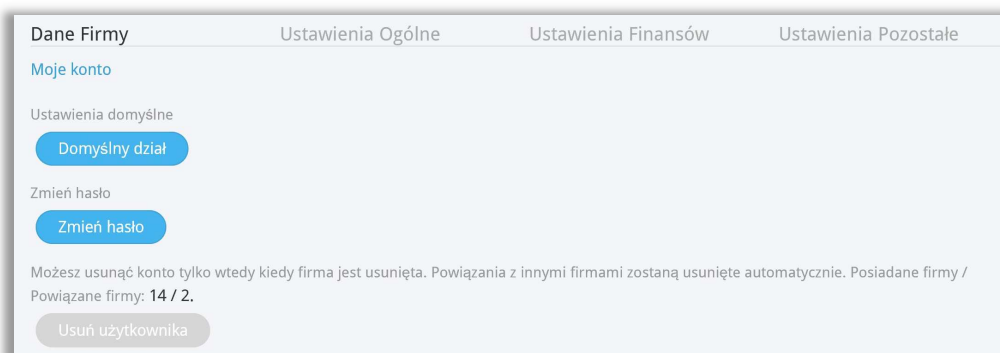 Dane Firmy Ustawienia Ogólne Ustawienia Finansów Ustawienia Pozostałe
Moje konto
Ustawienia domyślne
Domyślny dział
Zmień hasło
Zmień hasło
Możesz usunąć konto tylko wtedy kiedy firma jest usunięta. Powiązania z innymi firmami zostaną usunięte automatycznie. Posiadane firmy /
Powiązane firmy: 14 / 2.
Usuń użytkownika